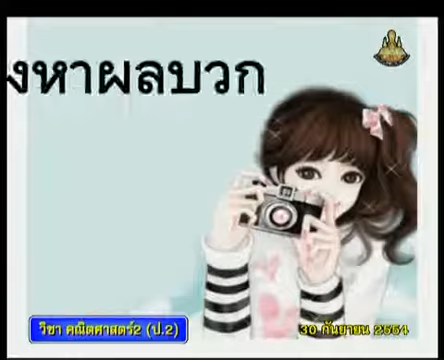 งหาผลบวก
วิชา คณิตศาสตร์2 (ป.2)
30 กันยายน 2554